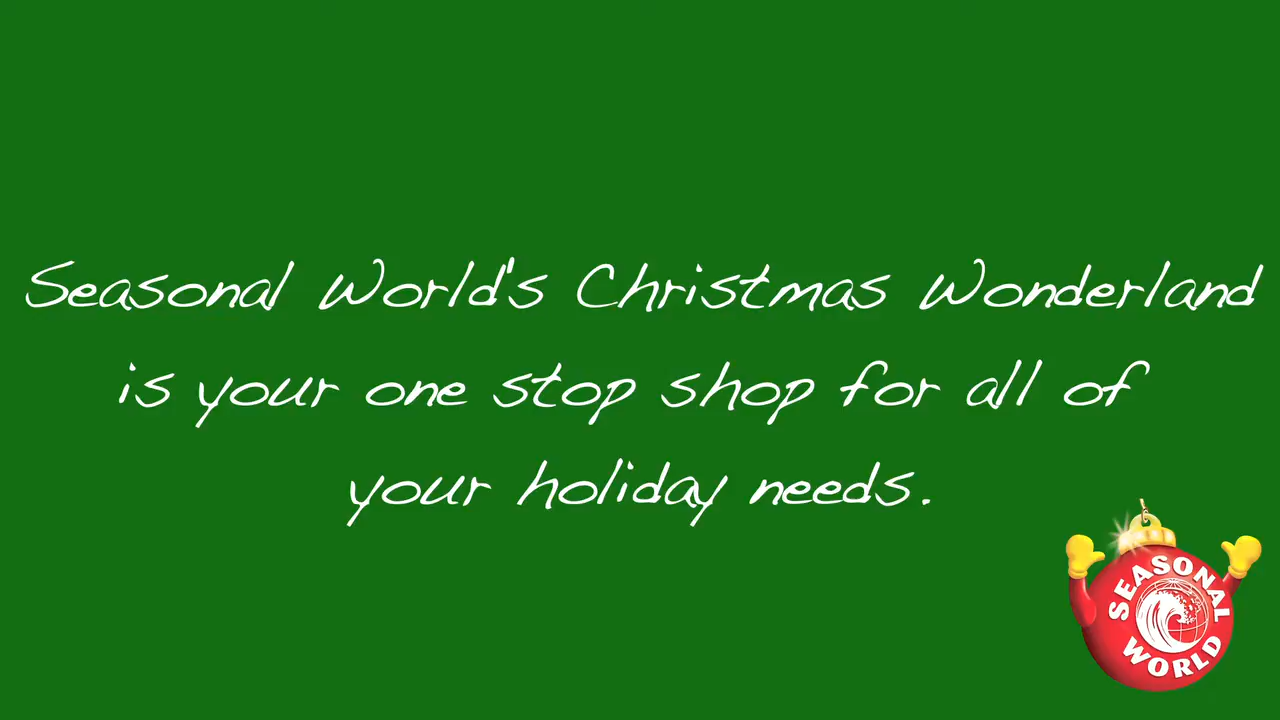 Seasonal World's Christmas Wonderland
is your one stop shop for all of
your holiday needs.
SEASONAL
WORLD